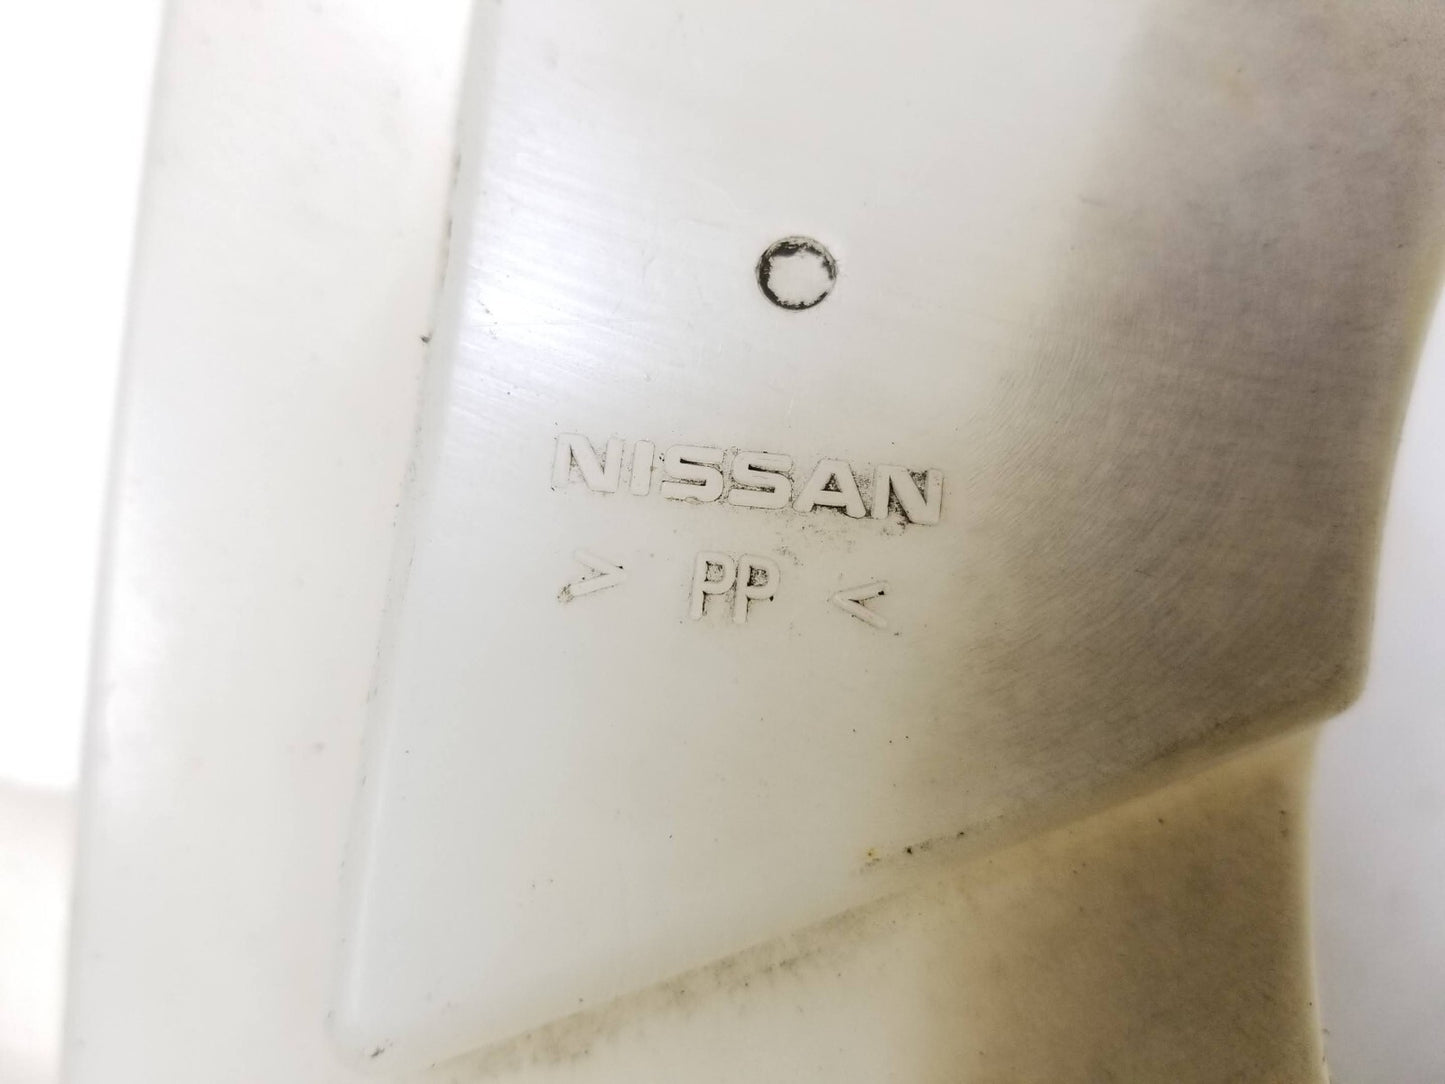 NISSAN
> PP <